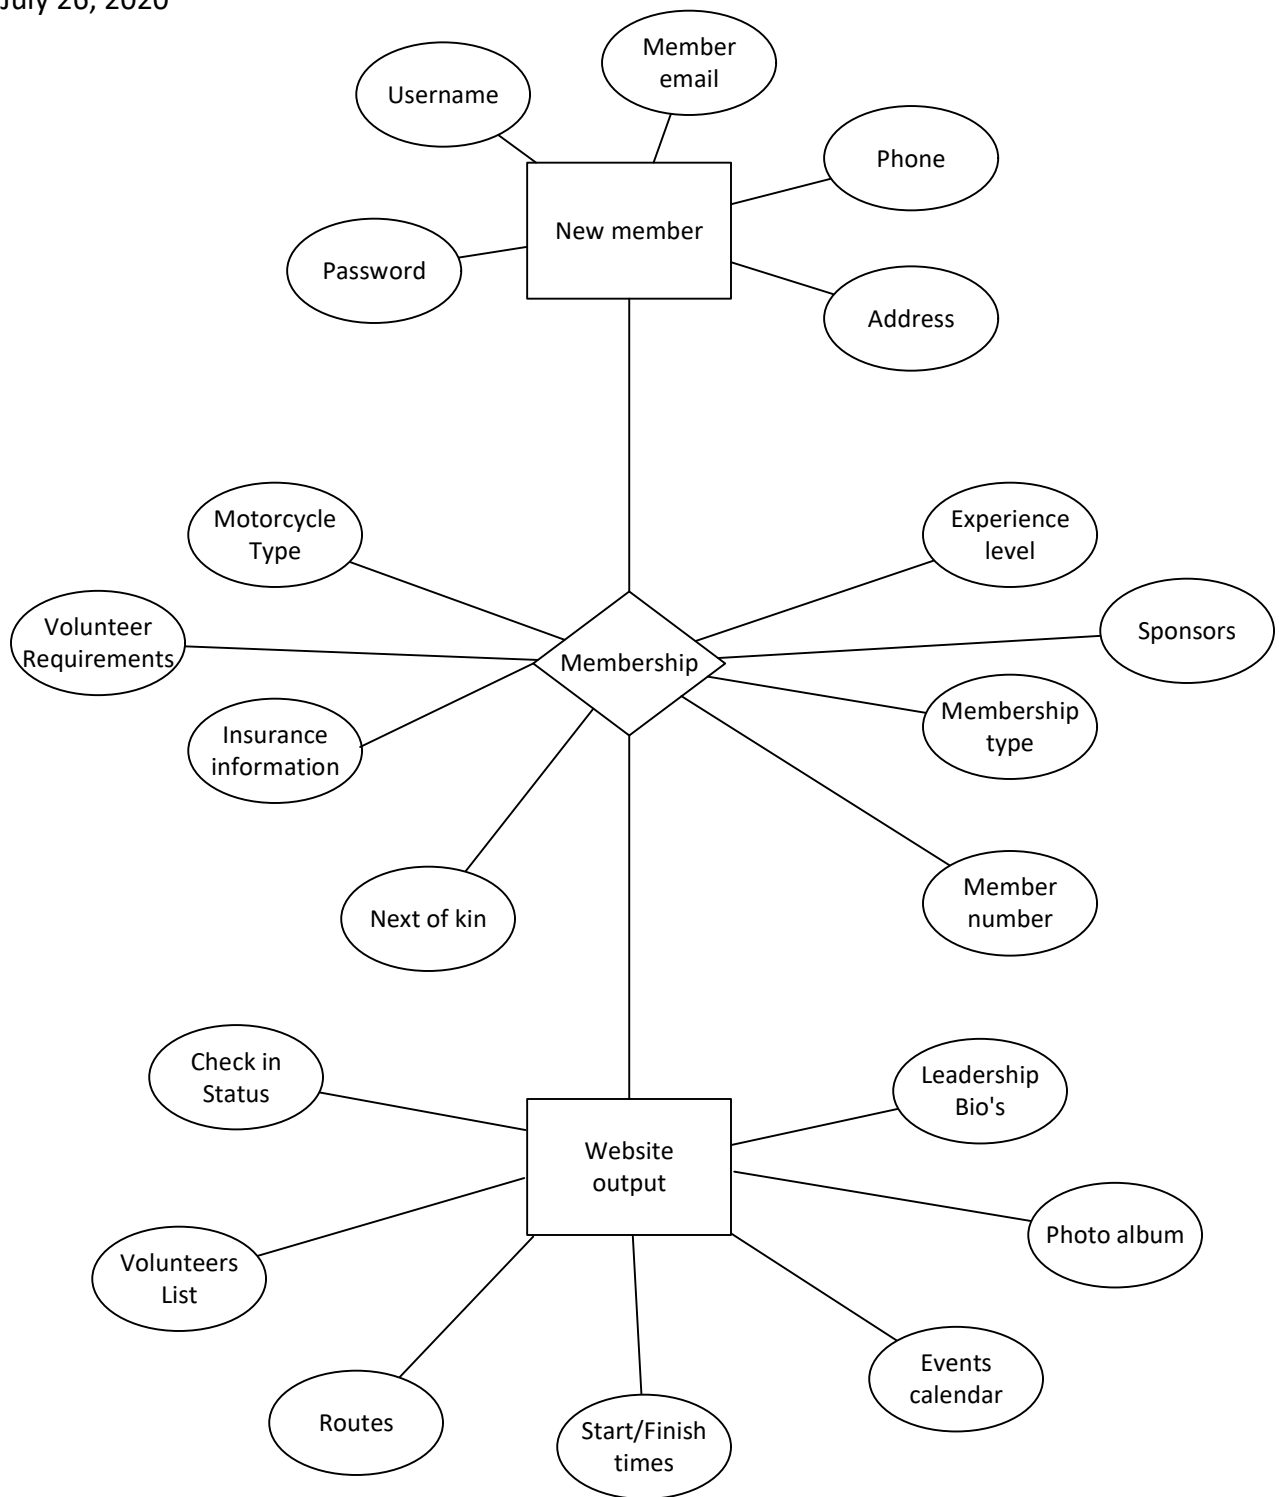 July 26, 2020
Member
email
Username
Phone
New member
Password
Address
Motorcycle
Type
Experience
level
Volunteer
Requirements
Sponsors
Membership
Membership
type
Insurance
information
Member
number
Next of kin
Check in
Status
Leadership
Bio's
Website
output
Photo album
Volunteers
List
Events
calendar
Routes
Start/Finish
times